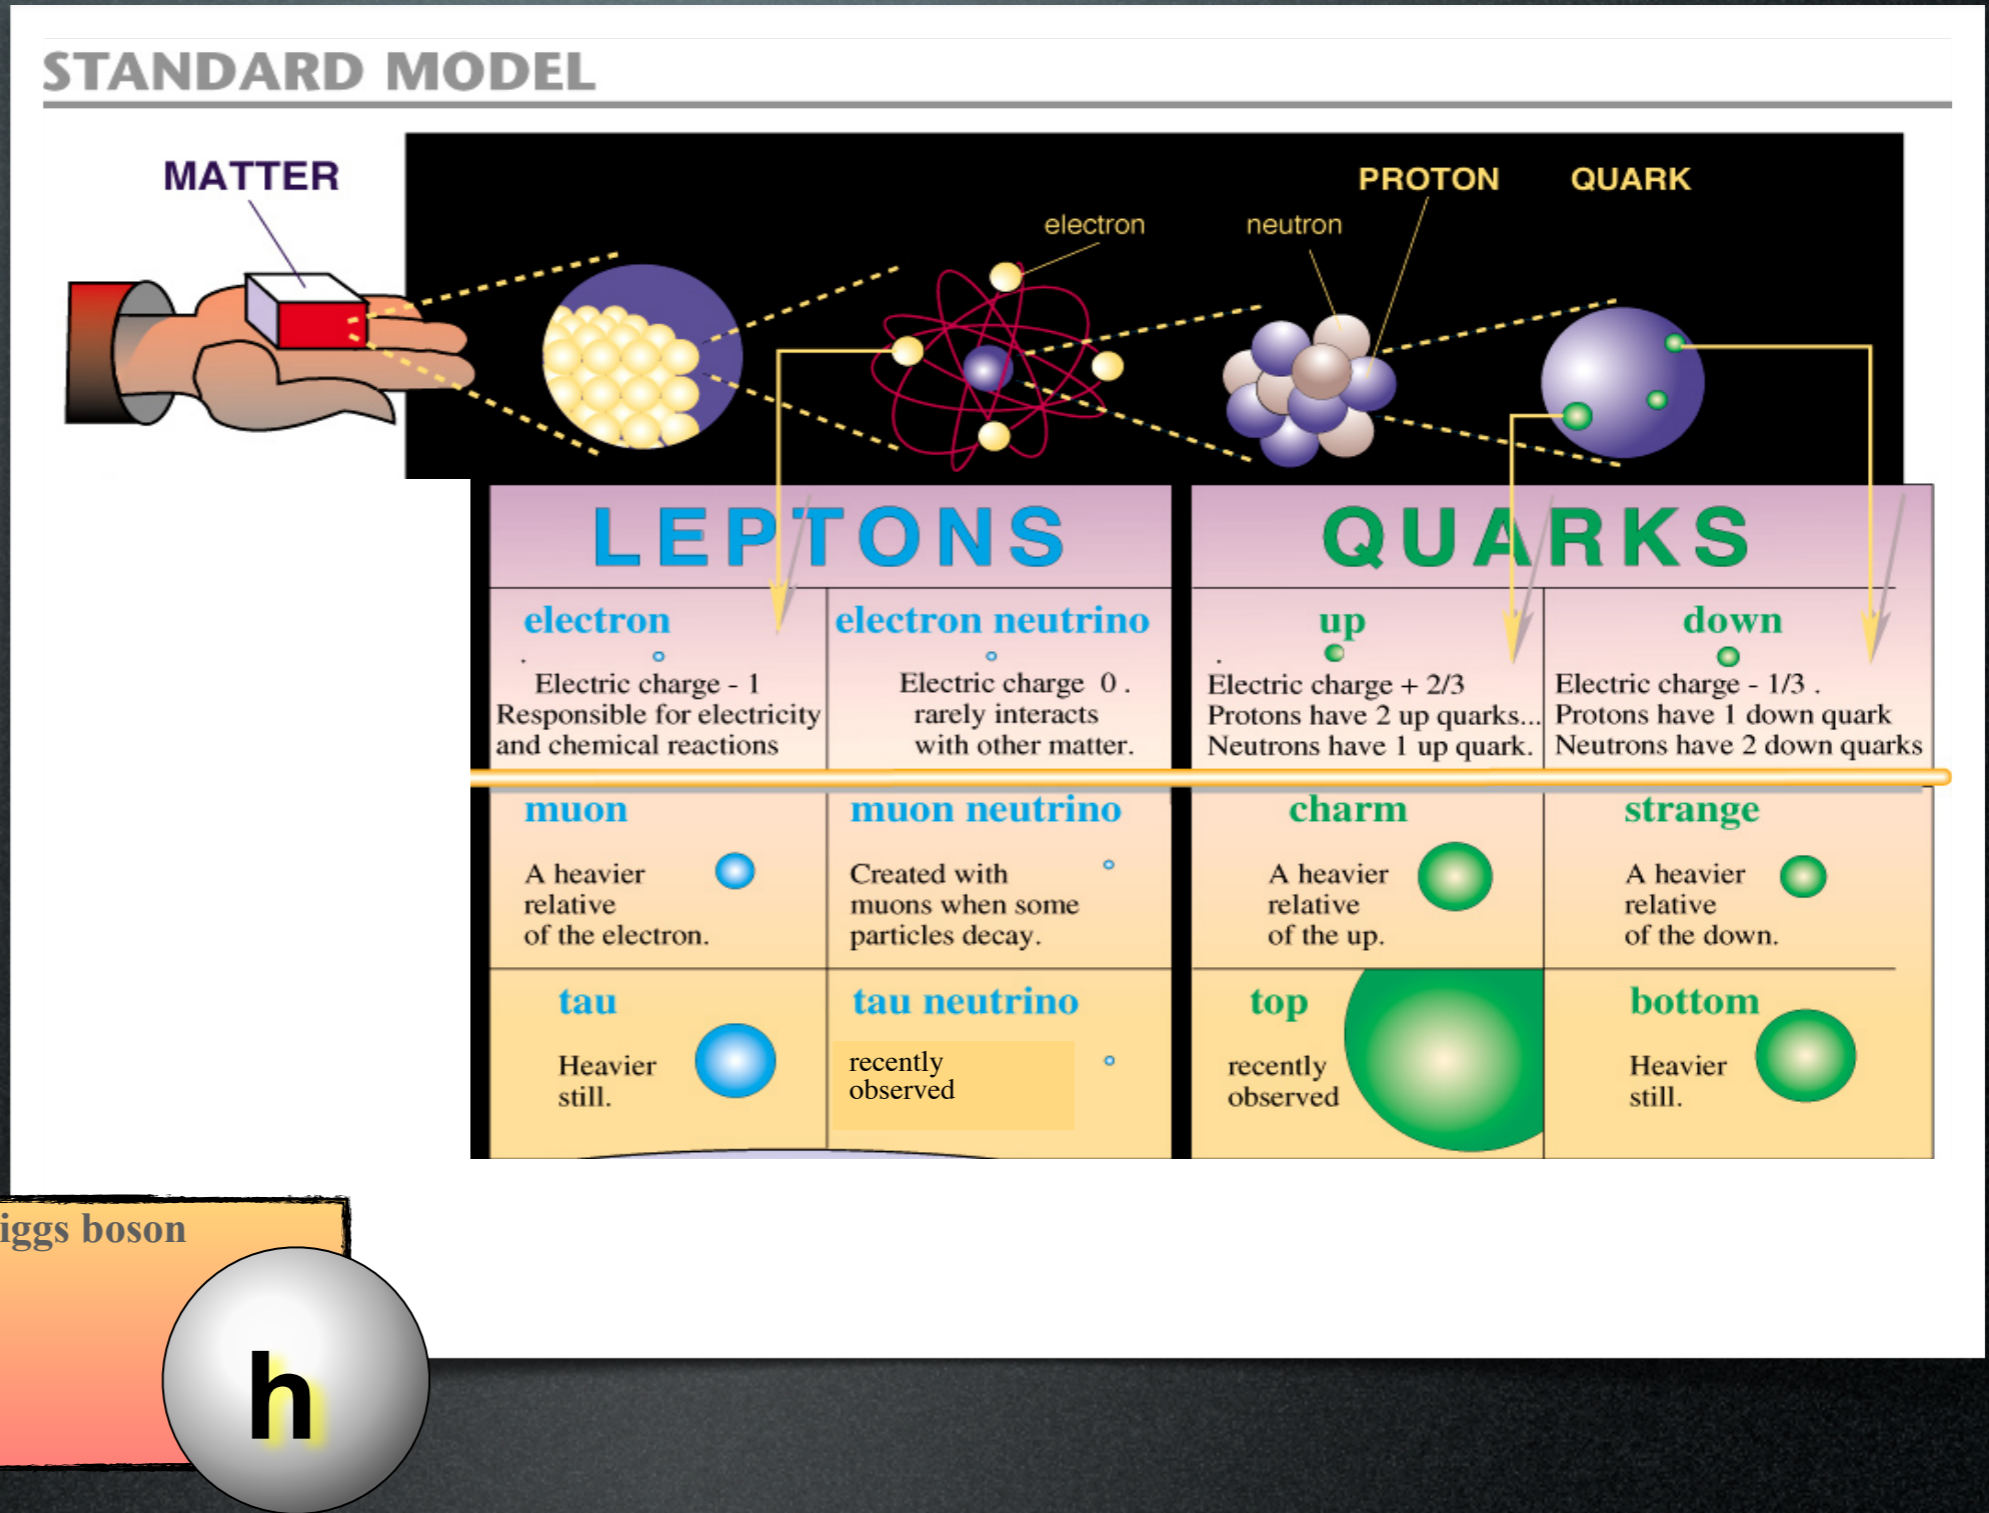 STANDARD MODEL
MATTER
PROTON
QUARK
electron
neutron
LEPTONS
QUARKS
electron
Electric charge - 1
Responsible for electricity
and chemical reactions
electron neutrino
Electric charge 0 .
rarely interacts
with other matter.
up
Electric charge + 2/3
Protons have 2 up quarks...
Neutrons have 1 up quark.
down
Electric charge - 1/3 .
Protons have 1 down quark
Neutrons have 2 down quarks
muon
A heavier
relative
of the electron.
muon neutrino
Created with
muons when some
particles decay.
charm
A heavier
relative
of the up.
strange
A heavier
relative
of the down.
tau
Heavier
still.
tau neutrino
recently
observed
top
recently
observed
bottom
Heavier
still.
iggs boson
h